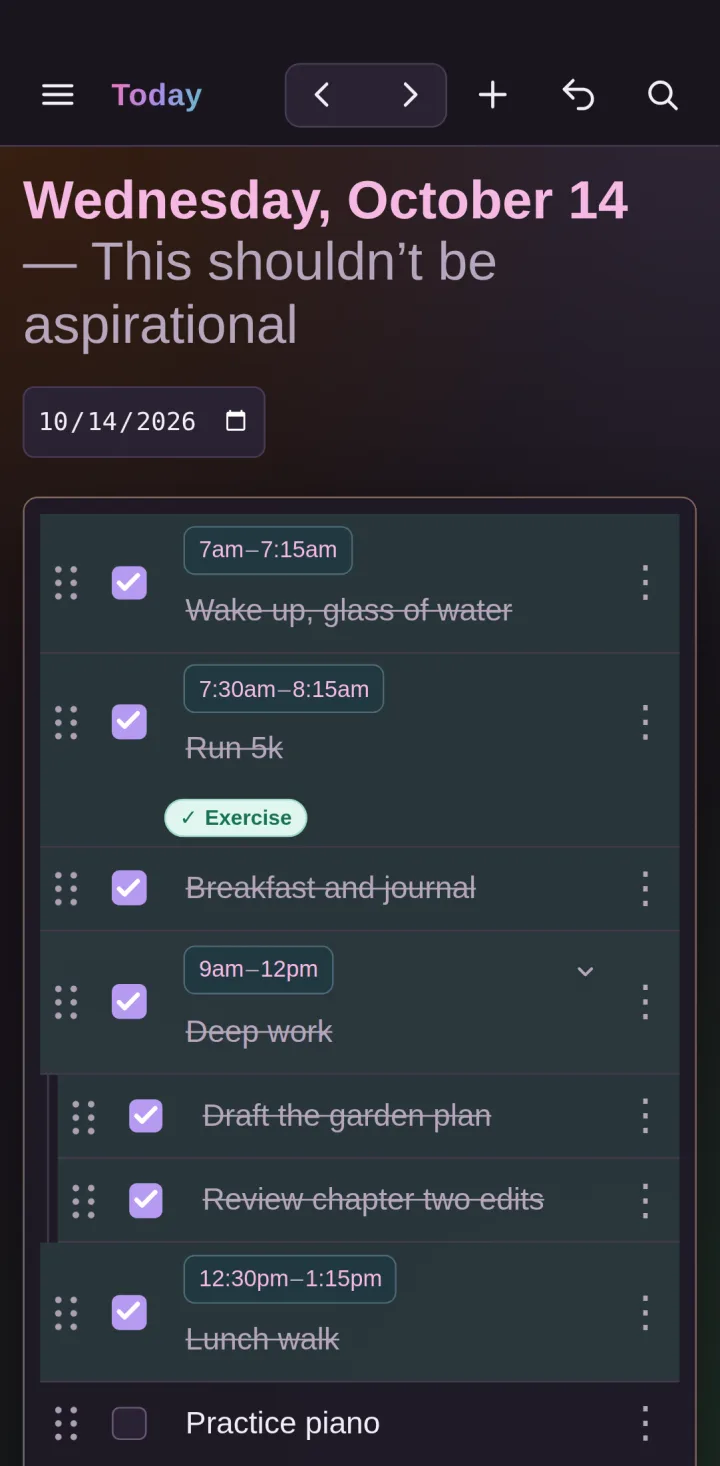 Today
Wednesday, October 14
— This shouldn’t be
aspirational
10/14/2026
7am–7:15am
Wake up, glass of water
7:30am–8:15am
Run 5k
✓ Exercise
Breakfast and journal
9am–12pm
Deep work
Draft the garden plan
Review chapter two edits
12:30pm–1:15pm
Lunch walk
Practice piano